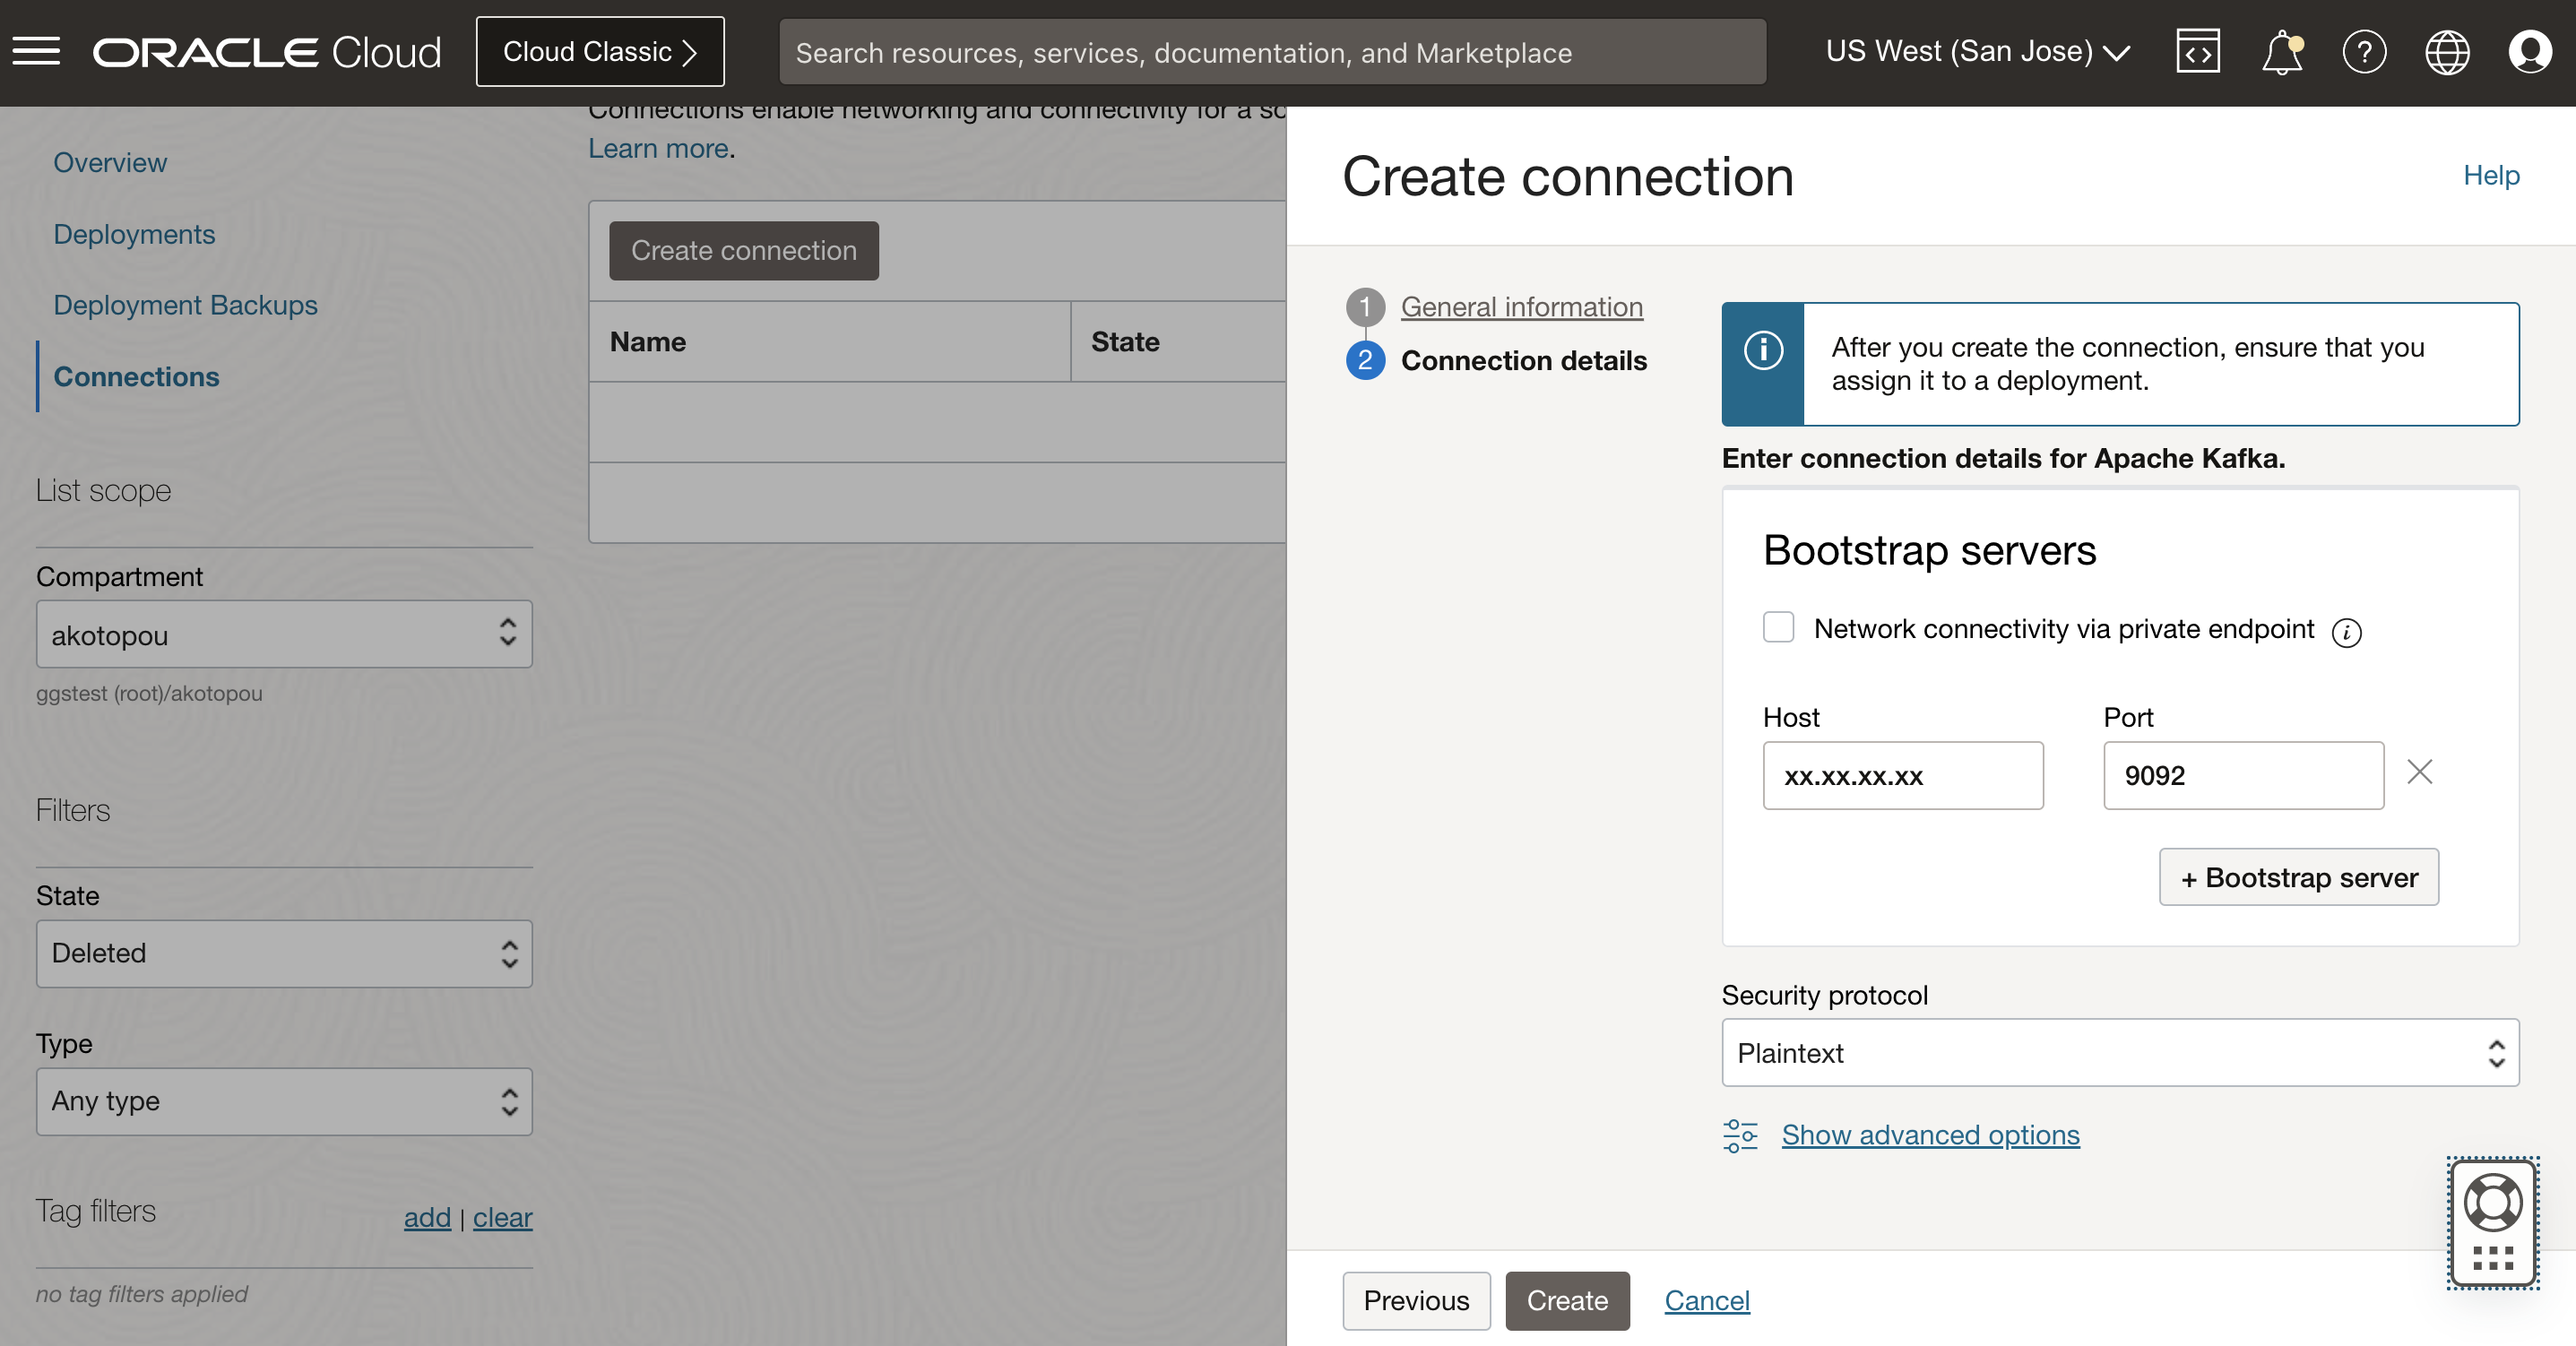 ORACLE Cloud
Cloud Classic
Search resources, services, documentation, and Marketplace
US West (San Jose)
Overview
Deployments
Deployment Backups
Connections
List scope
Compartment
akotopou
ggstest (root)/akotopou
Filters
State
Deleted
Type
Any type
Tag filters
add | clear
no tag filters applied
Connections enable networking and connectivity for a so
Learn more.
Create connection
Name State
Create connection
Help
1 General information
2 Connection details
After you create the connection, ensure that you
assign it to a deployment.
Enter connection details for Apache Kafka.
Bootstrap servers
Network connectivity via private endpoint
Host Port
xx.xx.xx.xx 9092
+ Bootstrap server
Security protocol
Plaintext
Show advanced options
Previous Create Cancel